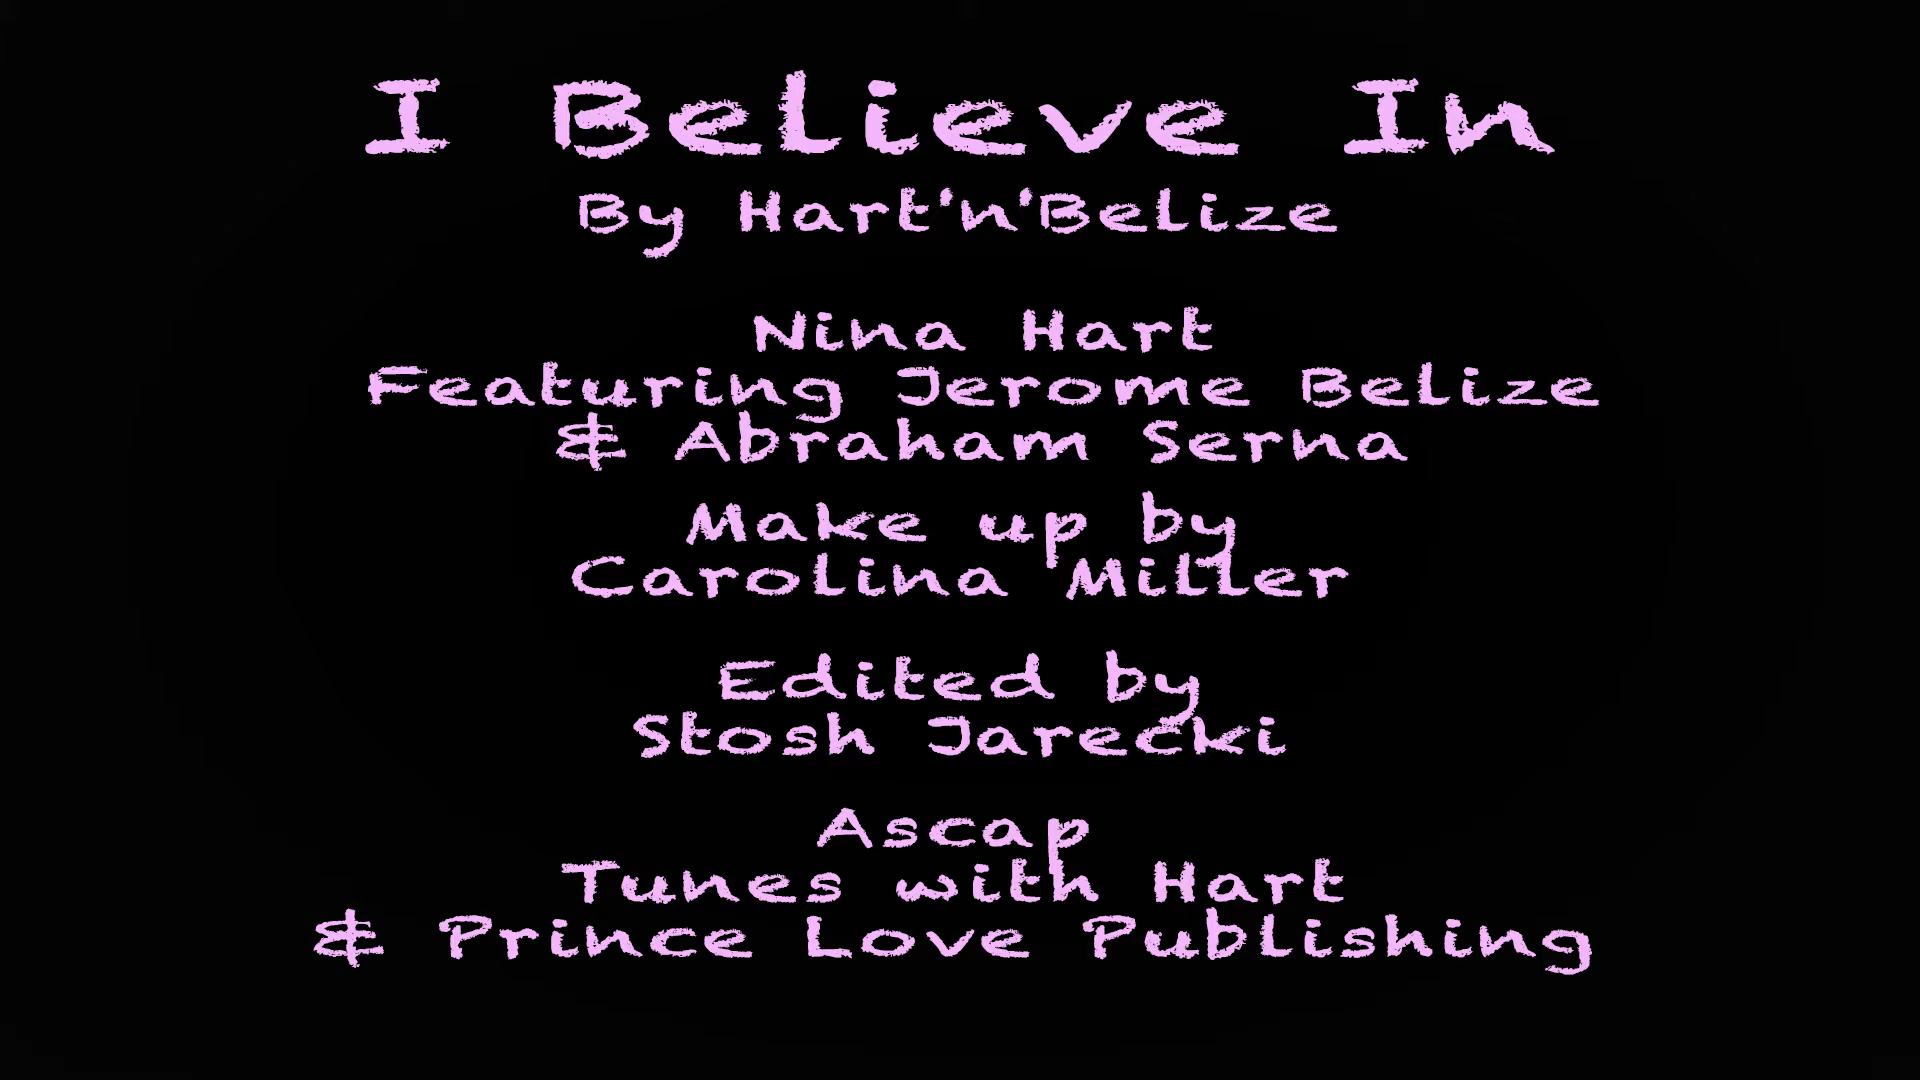 I Believe In
By Hart'n'Belize
Nina Hart
Featuring Jerome Belize
& Abraham Serna
Make up by
Carolina Miller
Edited by
Stosh Jarecki
Ascap
Tunes with Hart
& Prince Love Publishing